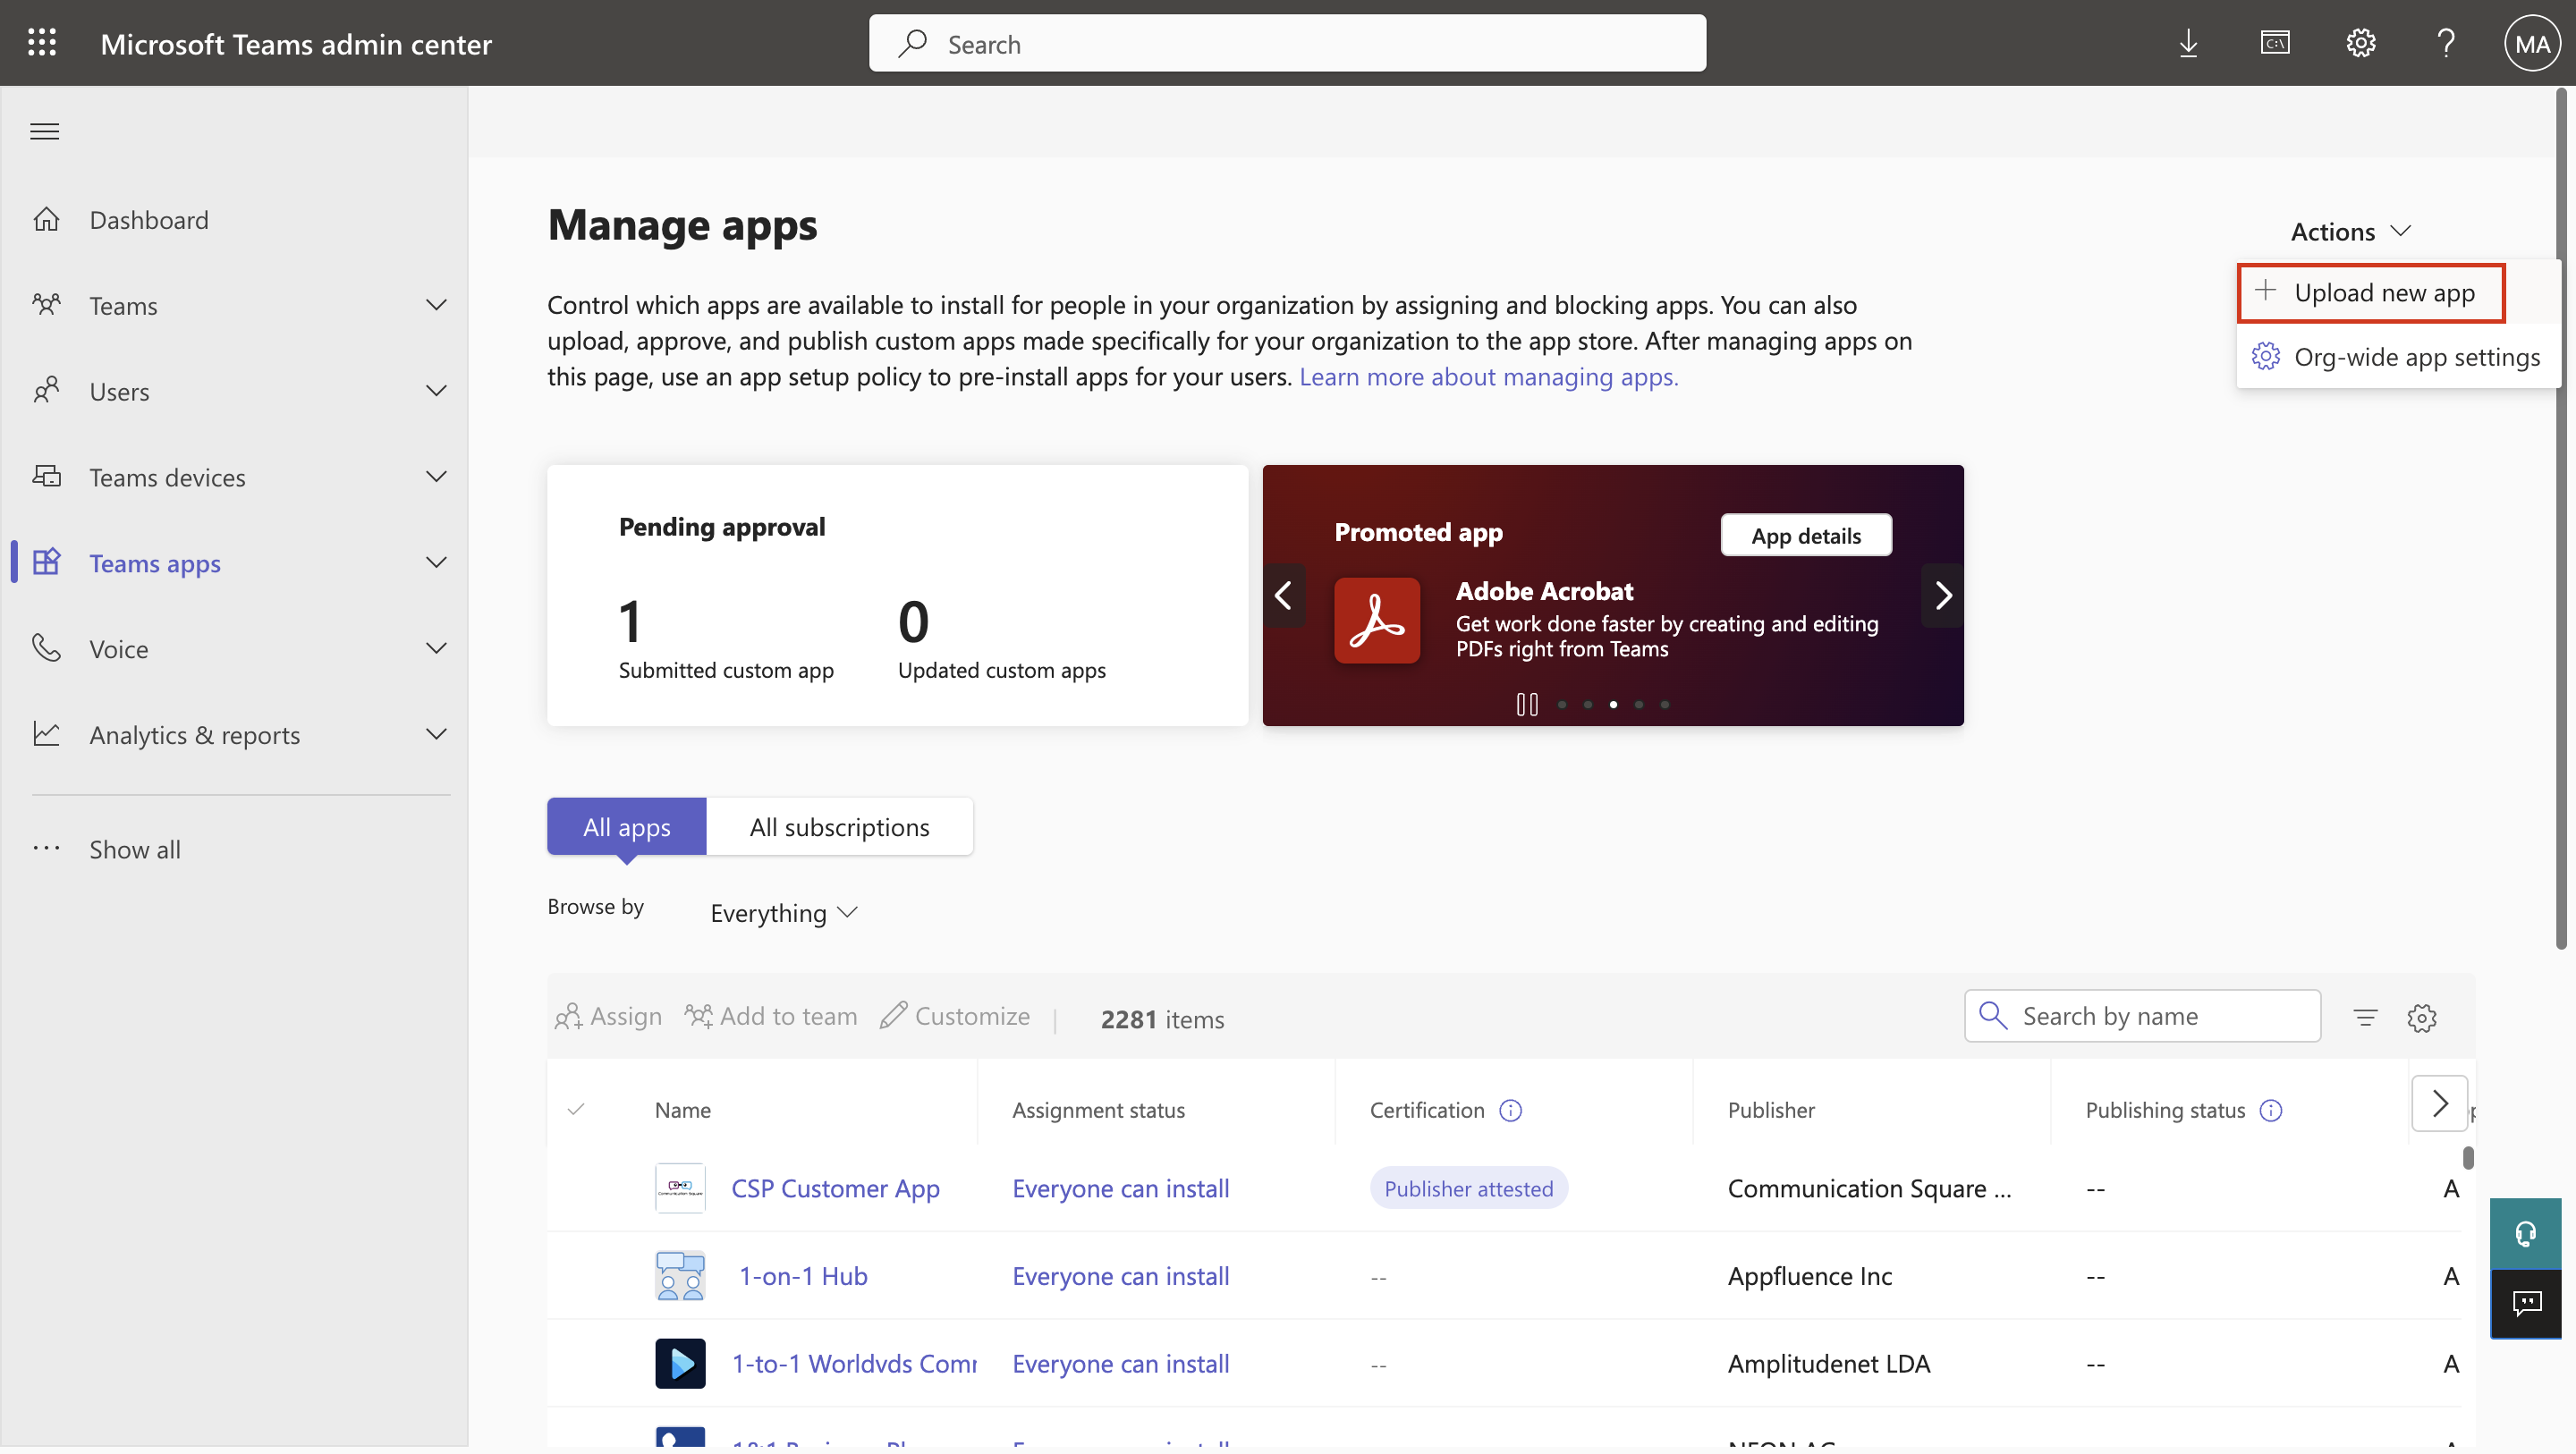 Microsoft Teams admin center
Search
C:\
MA
Dashboard
Teams
Users
Teams devices
Teams apps
Voice
Analytics & reports
Show all
Manage apps
Control which apps are available to install for people in your organization by assigning and blocking apps. You can also
upload, approve, and publish custom apps made specifically for your organization to the app store. After managing apps on
this page, use an app setup policy to pre-install apps for your users. Learn more about managing apps.
Actions
Upload new app
Org-wide app settings
Pending approval
1
Submitted custom app
0
Updated custom apps
Promoted app
App details
Adobe Acrobat
Get work done faster by creating and editing
PDFs right from Teams
All apps
All subscriptions
Browse by
Everything
Assign
Add to team
Customize
2281 items
Search by name
Name
Assignment status
Certification
Publisher
Publishing status
Communication Square
CSP Customer App
Everyone can install
Publisher attested
Communication Square ...
--
A
1-on-1 Hub
Everyone can install
--
Appfluence Inc
--
A
1-to-1 Worldvds Comr
Everyone can install
--
Amplitudenet LDA
--
A